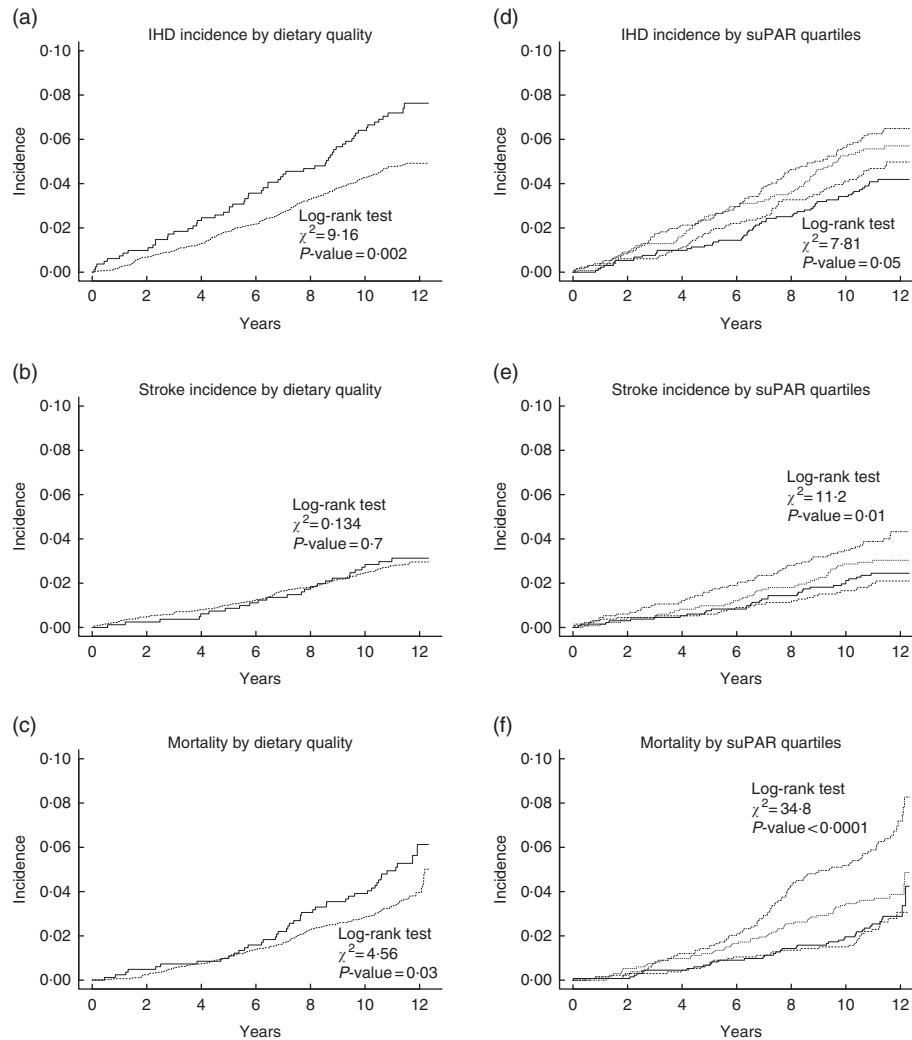 (a)
IHD incidence by dietary quality
0·10
0·08
0·06
0·04
0·02
0·00
Incidence
Log-rank test
χ²=9·16
P-value=0·002
0 2 4 6 8 10 12
Years
(b)
Stroke incidence by dietary quality
0·10
0·08
0·06
0·04
0·02
0·00
Incidence
Log-rank test
χ²=0·134
P-value=0·7
0 2 4 6 8 10 12
Years
(c)
Mortality by dietary quality
0·10
0·08
0·06
0·04
0·02
0·00
Incidence
Log-rank test
χ²=4·56
P-value=0·03
0 2 4 6 8 10 12
Years
(d)
IHD incidence by suPAR quartiles
0·10
0·08
0·06
0·04
0·02
0·00
Incidence
Log-rank test
χ²=7·81
P-value=0·05
0 2 4 6 8 10 12
Years
(e)
Stroke incidence by suPAR quartiles
0·10
0·08
0·06
0·04
0·02
0·00
Incidence
Log-rank test
χ²=11·2
P-value=0·01
0 2 4 6 8 10 12
Years
(f)
Mortality by suPAR quartiles
0·10
0·08
0·06
0·04
0·02
0·00
Incidence
Log-rank test
χ²=34·8
P-value<0·0001
0 2 4 6 8 10 12
Years